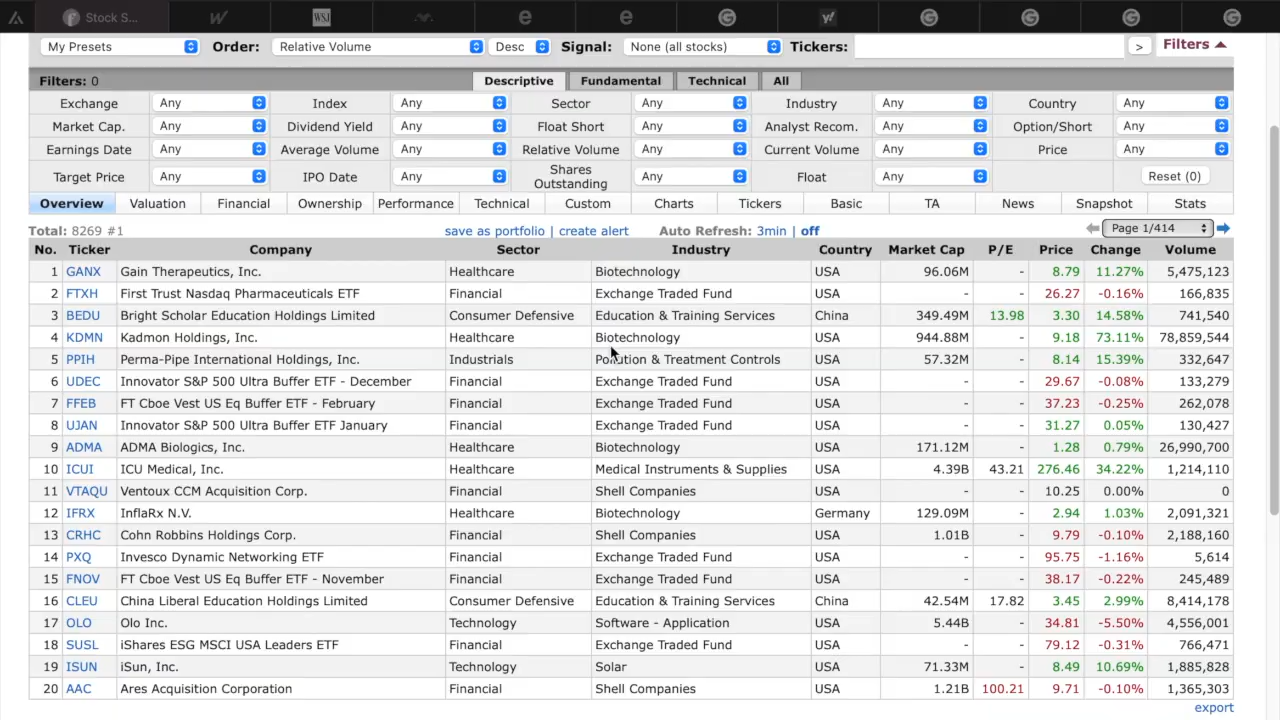 Stock S...
WSJ
My Presets Order: Relative Volume Desc Signal: None (all stocks) Tickers: > Filters
Filters: 0 Descriptive Fundamental Technical All
Exchange Any Index Any Sector Any Industry Any Country Any
Market Cap. Any Dividend Yield Any Float Short Any Analyst Recom. Any Option/Short Any
Earnings Date Any Average Volume Any Relative Volume Any Current Volume Any Price Any
Target Price Any IPO Date Any Shares Outstanding Any Float Any Reset (0)
Overview Valuation Financial Ownership Performance Technical Custom Charts Tickers Basic TA News Snapshot Stats
Total: 8269 #1 save as portfolio | create alert Auto Refresh: 3min | off Page 1/414
No. Ticker Company Sector Industry Country Market Cap P/E Price Change Volume
1 GANX Gain Therapeutics, Inc. Healthcare Biotechnology USA 96.06M - 8.79 11.27% 5,475,123
2 FTXH First Trust Nasdaq Pharmaceuticals ETF Financial Exchange Traded Fund USA - - 26.27 -0.16% 166,835
3 BEDU Bright Scholar Education Holdings Limited Consumer Defensive Education & Training Services China 349.49M 13.98 3.30 14.58% 741,540
4 KDMN Kadmon Holdings, Inc. Healthcare Biotechnology USA 944.88M - 9.18 73.11% 78,859,544
5 PPIH Perma-Pipe International Holdings, Inc. Industrials Pollution & Treatment Controls USA 57.32M - 8.14 15.39% 332,647
6 UDEC Innovator S&P 500 Ultra Buffer ETF - December Financial Exchange Traded Fund USA - - 29.67 -0.08% 133,279
7 FFEB FT Cboe Vest US Eq Buffer ETF - February Financial Exchange Traded Fund USA - - 37.23 -0.25% 262,078
8 UJAN Innovator S&P 500 Ultra Buffer ETF January Financial Exchange Traded Fund USA - - 31.27 0.05% 130,427
9 ADMA ADMA Biologics, Inc. Healthcare Biotechnology USA 171.12M - 1.28 0.79% 26,990,700
10 ICUI ICU Medical, Inc. Healthcare Medical Instruments & Supplies USA 4.39B 43.21 276.46 34.22% 1,214,110
11 VTAQU Ventoux CCM Acquisition Corp. Financial Shell Companies USA - - 10.25 0.00% 0
12 IFRX InflaRx N.V. Healthcare Biotechnology Germany 129.09M - 2.94 1.03% 2,091,321
13 CRHC Cohn Robbins Holdings Corp. Financial Shell Companies USA 1.01B - 9.79 -0.10% 2,188,160
14 PXQ Invesco Dynamic Networking ETF Financial Exchange Traded Fund USA - - 95.75 -1.16% 5,614
15 FNOV FT Cboe Vest US Eq Buffer ETF - November Financial Exchange Traded Fund USA - - 38.17 -0.22% 245,489
16 CLEU China Liberal Education Holdings Limited Consumer Defensive Education & Training Services China 42.54M 17.82 3.45 2.99% 8,414,178
17 OLO Olo Inc. Technology Software - Application USA 5.44B - 34.81 -5.50% 4,556,001
18 SUSL iShares ESG MSCI USA Leaders ETF Financial Exchange Traded Fund USA - - 79.12 -0.31% 766,471
19 ISUN iSun, Inc. Technology Solar USA 71.33M - 8.49 10.69% 1,885,828
20 AAC Ares Acquisition Corporation Financial Shell Companies USA 1.21B 100.21 9.71 -0.10% 1,365,303
export